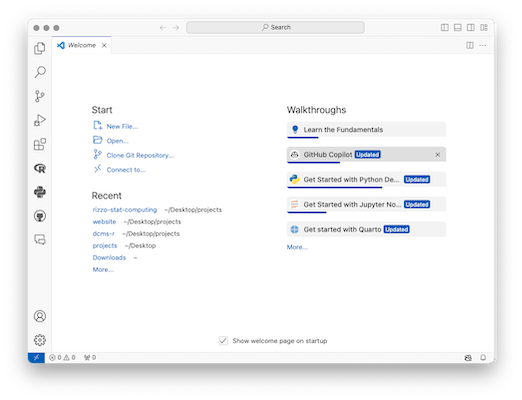 Search
Welcome
Start
New File...
Open...
Clone Git Repository...
Connect to...
Recent
rizzo-stat-computing ~/Desktop/projects
website ~/Desktop/projects
dcms-r ~/Desktop/projects
projects ~/Desktop
Downloads ~
More...
Walkthroughs
Learn the Fundamentals
GitHub Copilot Updated
Get Started with Python De... Updated
Get Started with Jupyter No... Updated
Get started with Quarto Updated
More...
Show welcome page on startup
0 0 0